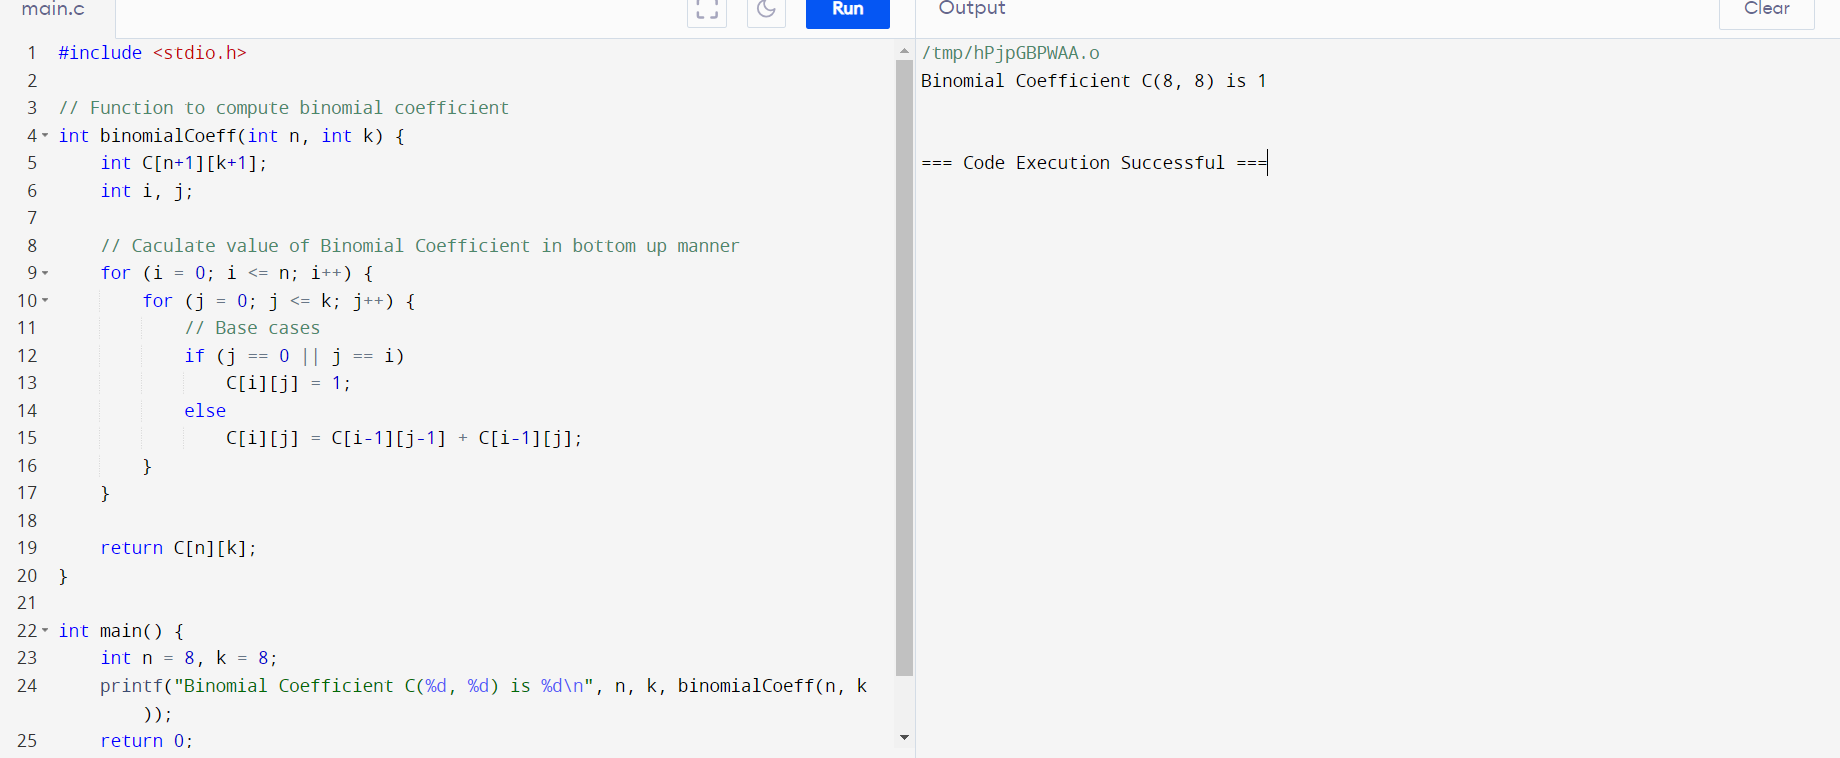 main.c
Run
Output
Clear
1 #include <stdio.h>
2
3 // Function to compute binomial coefficient
4 int binomialCoeff(int n, int k) {
5     int C[n+1][k+1];
6     int i, j;
7
8     // Caculate value of Binomial Coefficient in bottom up manner
9     for (i = 0; i <= n; i++) {
10         for (j = 0; j <= k; j++) {
11             // Base cases
12             if (j == 0 || j == i)
13                 C[i][j] = 1;
14             else
15                 C[i][j] = C[i-1][j-1] + C[i-1][j];
16         }
17     }
18
19     return C[n][k];
20 }
21
22 int main() {
23     int n = 8, k = 8;
24     printf("Binomial Coefficient C(%d, %d) is %d\n", n, k, binomialCoeff(n, k
        ));
25     return 0;
/tmp/hPjpGBPWAA.o
Binomial Coefficient C(8, 8) is 1
=== Code Execution Successful ===